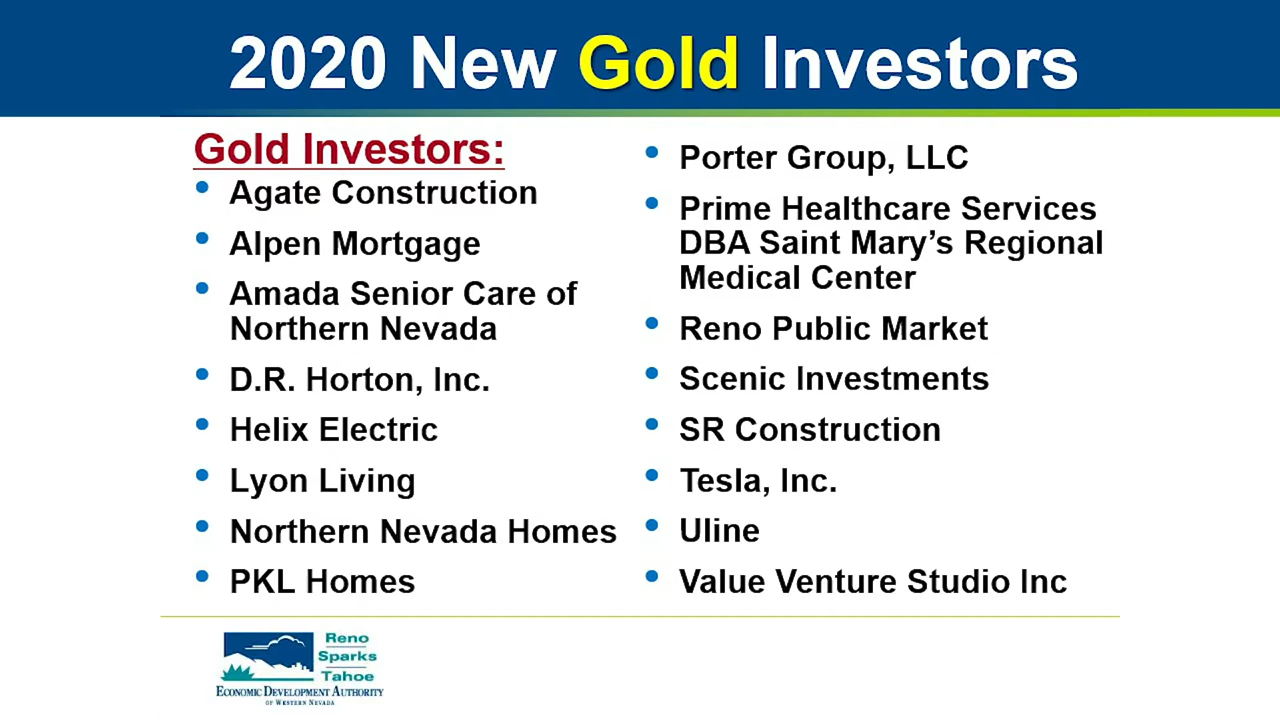 2020 New Gold Investors
Gold Investors:
• Agate Construction
• Alpen Mortgage
• Amada Senior Care of
Northern Nevada
• D.R. Horton, Inc.
• Helix Electric
• Lyon Living
• Northern Nevada Homes
• PKL Homes
• Porter Group, LLC
• Prime Healthcare Services
DBA Saint Mary’s Regional
Medical Center
• Reno Public Market
• Scenic Investments
• SR Construction
• Tesla, Inc.
• Uline
• Value Venture Studio Inc
Reno
Sparks
Tahoe
ECONOMIC DEVELOPMENT AUTHORITY
OF WESTERN NEVADA